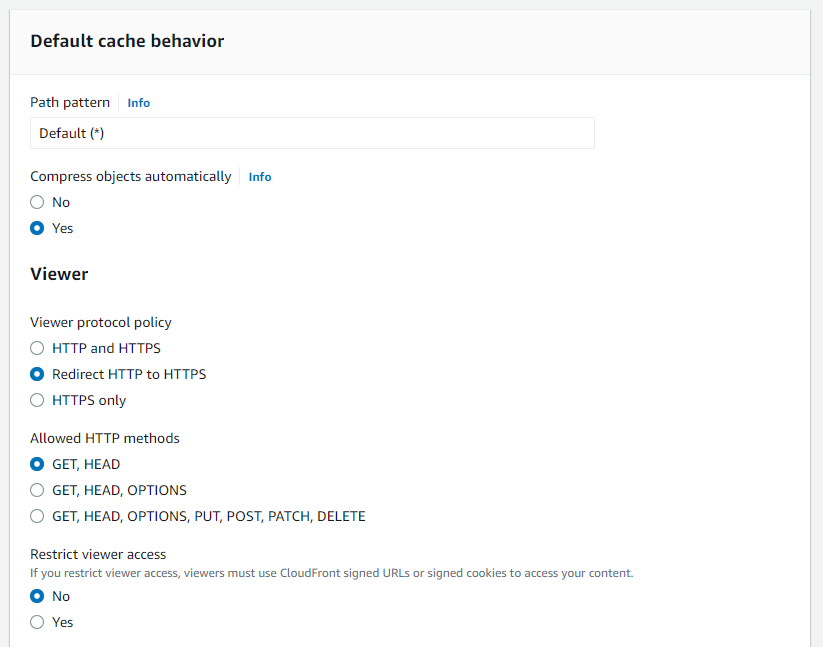 Default cache behavior
Path pattern Info
Default (*)
Compress objects automatically Info
No
Yes
Viewer
Viewer protocol policy
HTTP and HTTPS
Redirect HTTP to HTTPS
HTTPS only
Allowed HTTP methods
GET, HEAD
GET, HEAD, OPTIONS
GET, HEAD, OPTIONS, PUT, POST, PATCH, DELETE
Restrict viewer access
If you restrict viewer access, viewers must use CloudFront signed URLs or signed cookies to access your content.
No
Yes